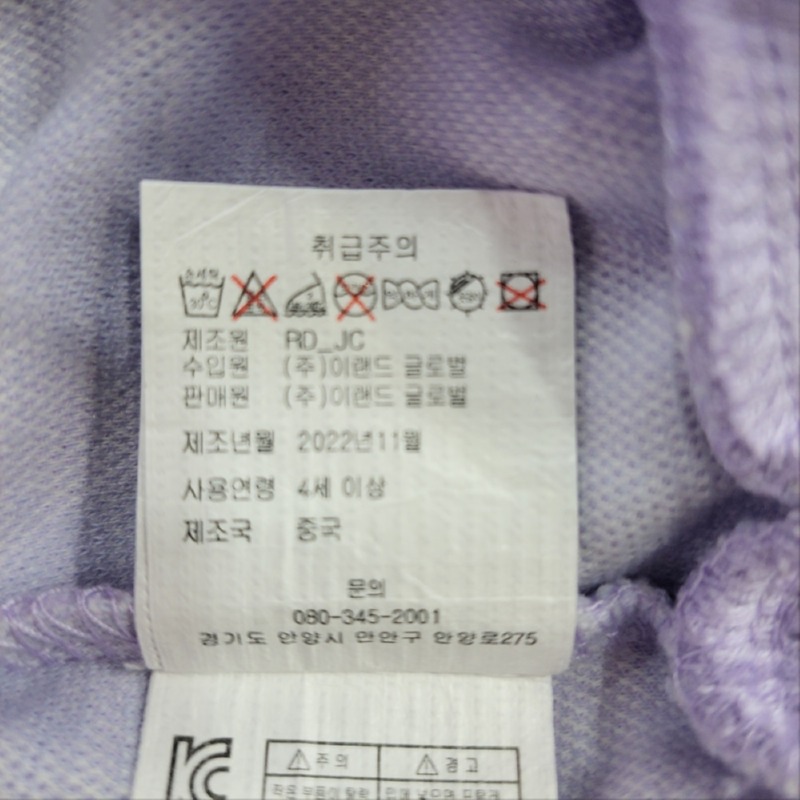 취급주의
손세탁
30℃
제조원 RD_JC
수입원 (주)이랜드 글로벌
판매원 (주)이랜드 글로벌
제조년월 2022년11월
사용연령 4세 이상
제조국 중국
문의
080-345-2001
경기도 안양시 만안구 안양로275
KC
주의 경고